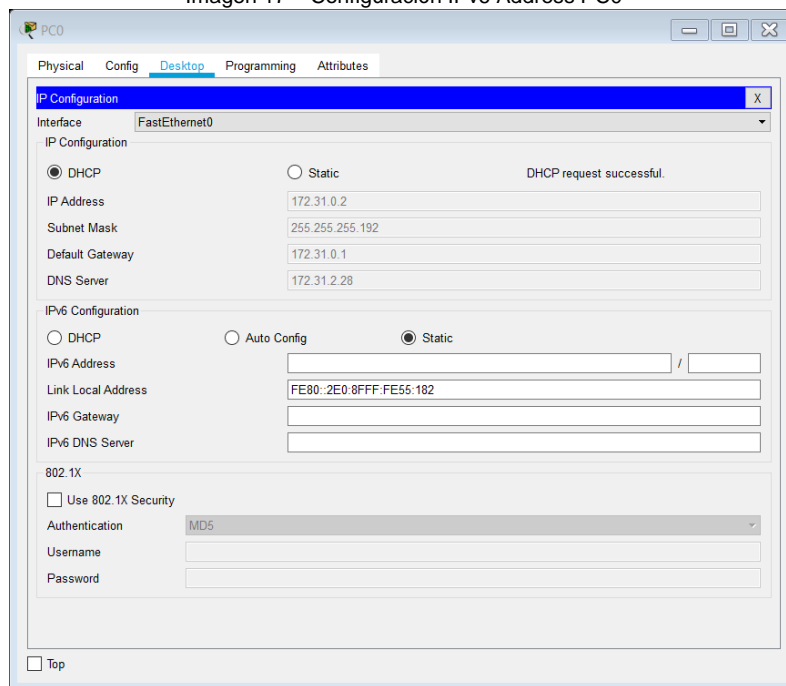 PC0
Physical Config Desktop Programming Attributes
IP Configuration X
Interface FastEthernet0
IP Configuration
DHCP Static DHCP request successful.
IP Address 172.31.0.2
Subnet Mask 255.255.255.192
Default Gateway 172.31.0.1
DNS Server 172.31.2.28
IPv6 Configuration
DHCP Auto Config Static
IPv6 Address /
Link Local Address FE80::2E0:8FFF:FE55:182
IPv6 Gateway
IPv6 DNS Server
802.1X
Use 802.1X Security
Authentication MD5
Username
Password
Top